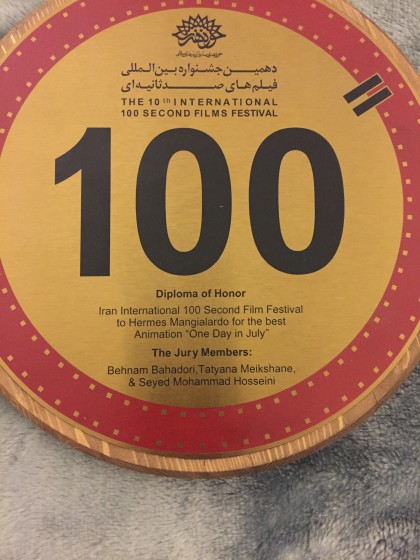 دهمین جشنواره بین‌المللی
فیلم‌های صد ثانیه‌ای
THE 10th INTERNATIONAL
100 SECOND FILMS FESTIVAL
100"
Diploma of Honor
Iran International 100 Second Film Festival
to Hermes Mangialardo for the best
Animation "One Day in July"
The Jury Members:
Behnam Bahadori,Tatyana Meikshane,
& Seyed Mohammad Hosseini